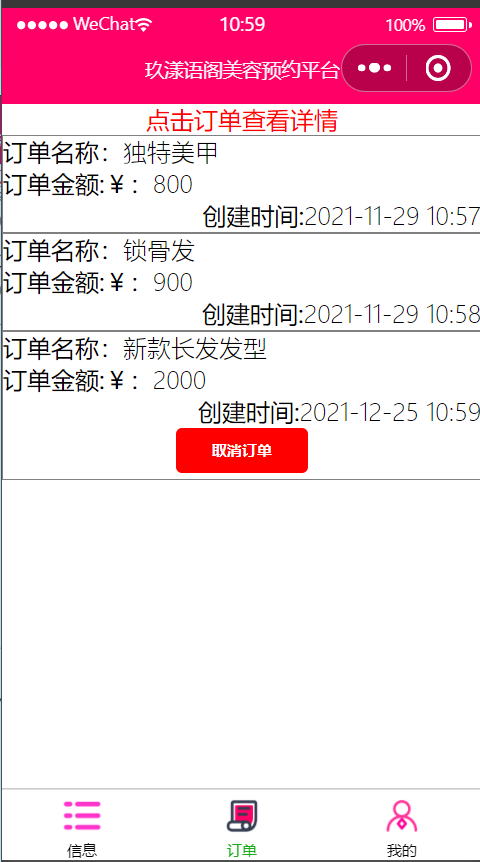 WeChat 10:59 100%
玖漾语阁美容预约平台
点击订单查看详情
订单名称：独特美甲
订单金额:￥：800
创建时间:2021-11-29 10:57
订单名称：锁骨发
订单金额:￥：900
创建时间:2021-11-29 10:58
订单名称：新款长发发型
订单金额:￥：2000
创建时间:2021-12-25 10:59
取消订单
信息 订单 我的